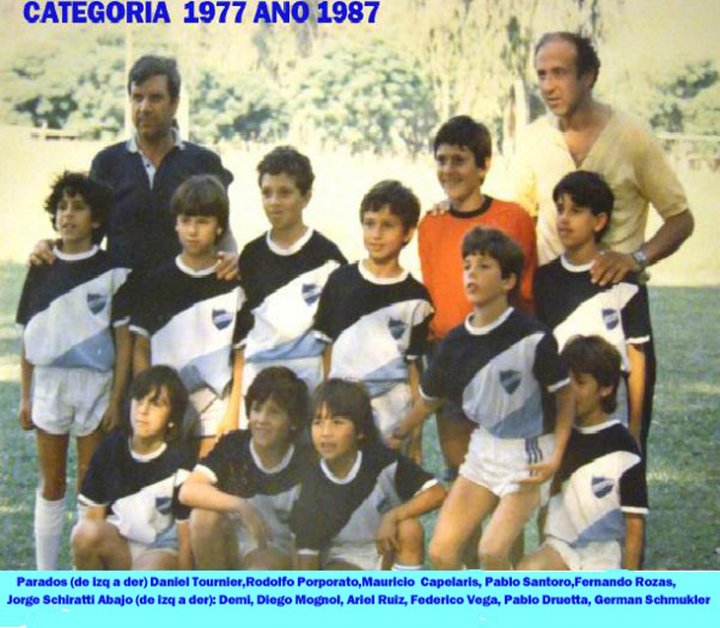 CATEGORIA 1977 ANO 1987
Parados (de izq a der) Daniel Tournier,Rodolfo Porporato,Mauricio Capelaris, Pablo Santoro,Fernando Rozas,
Jorge Schiratti Abajo (de izq a der): Demi, Diego Mognol, Ariel Ruiz, Federico Vega, Pablo Druetta, German Schmukler